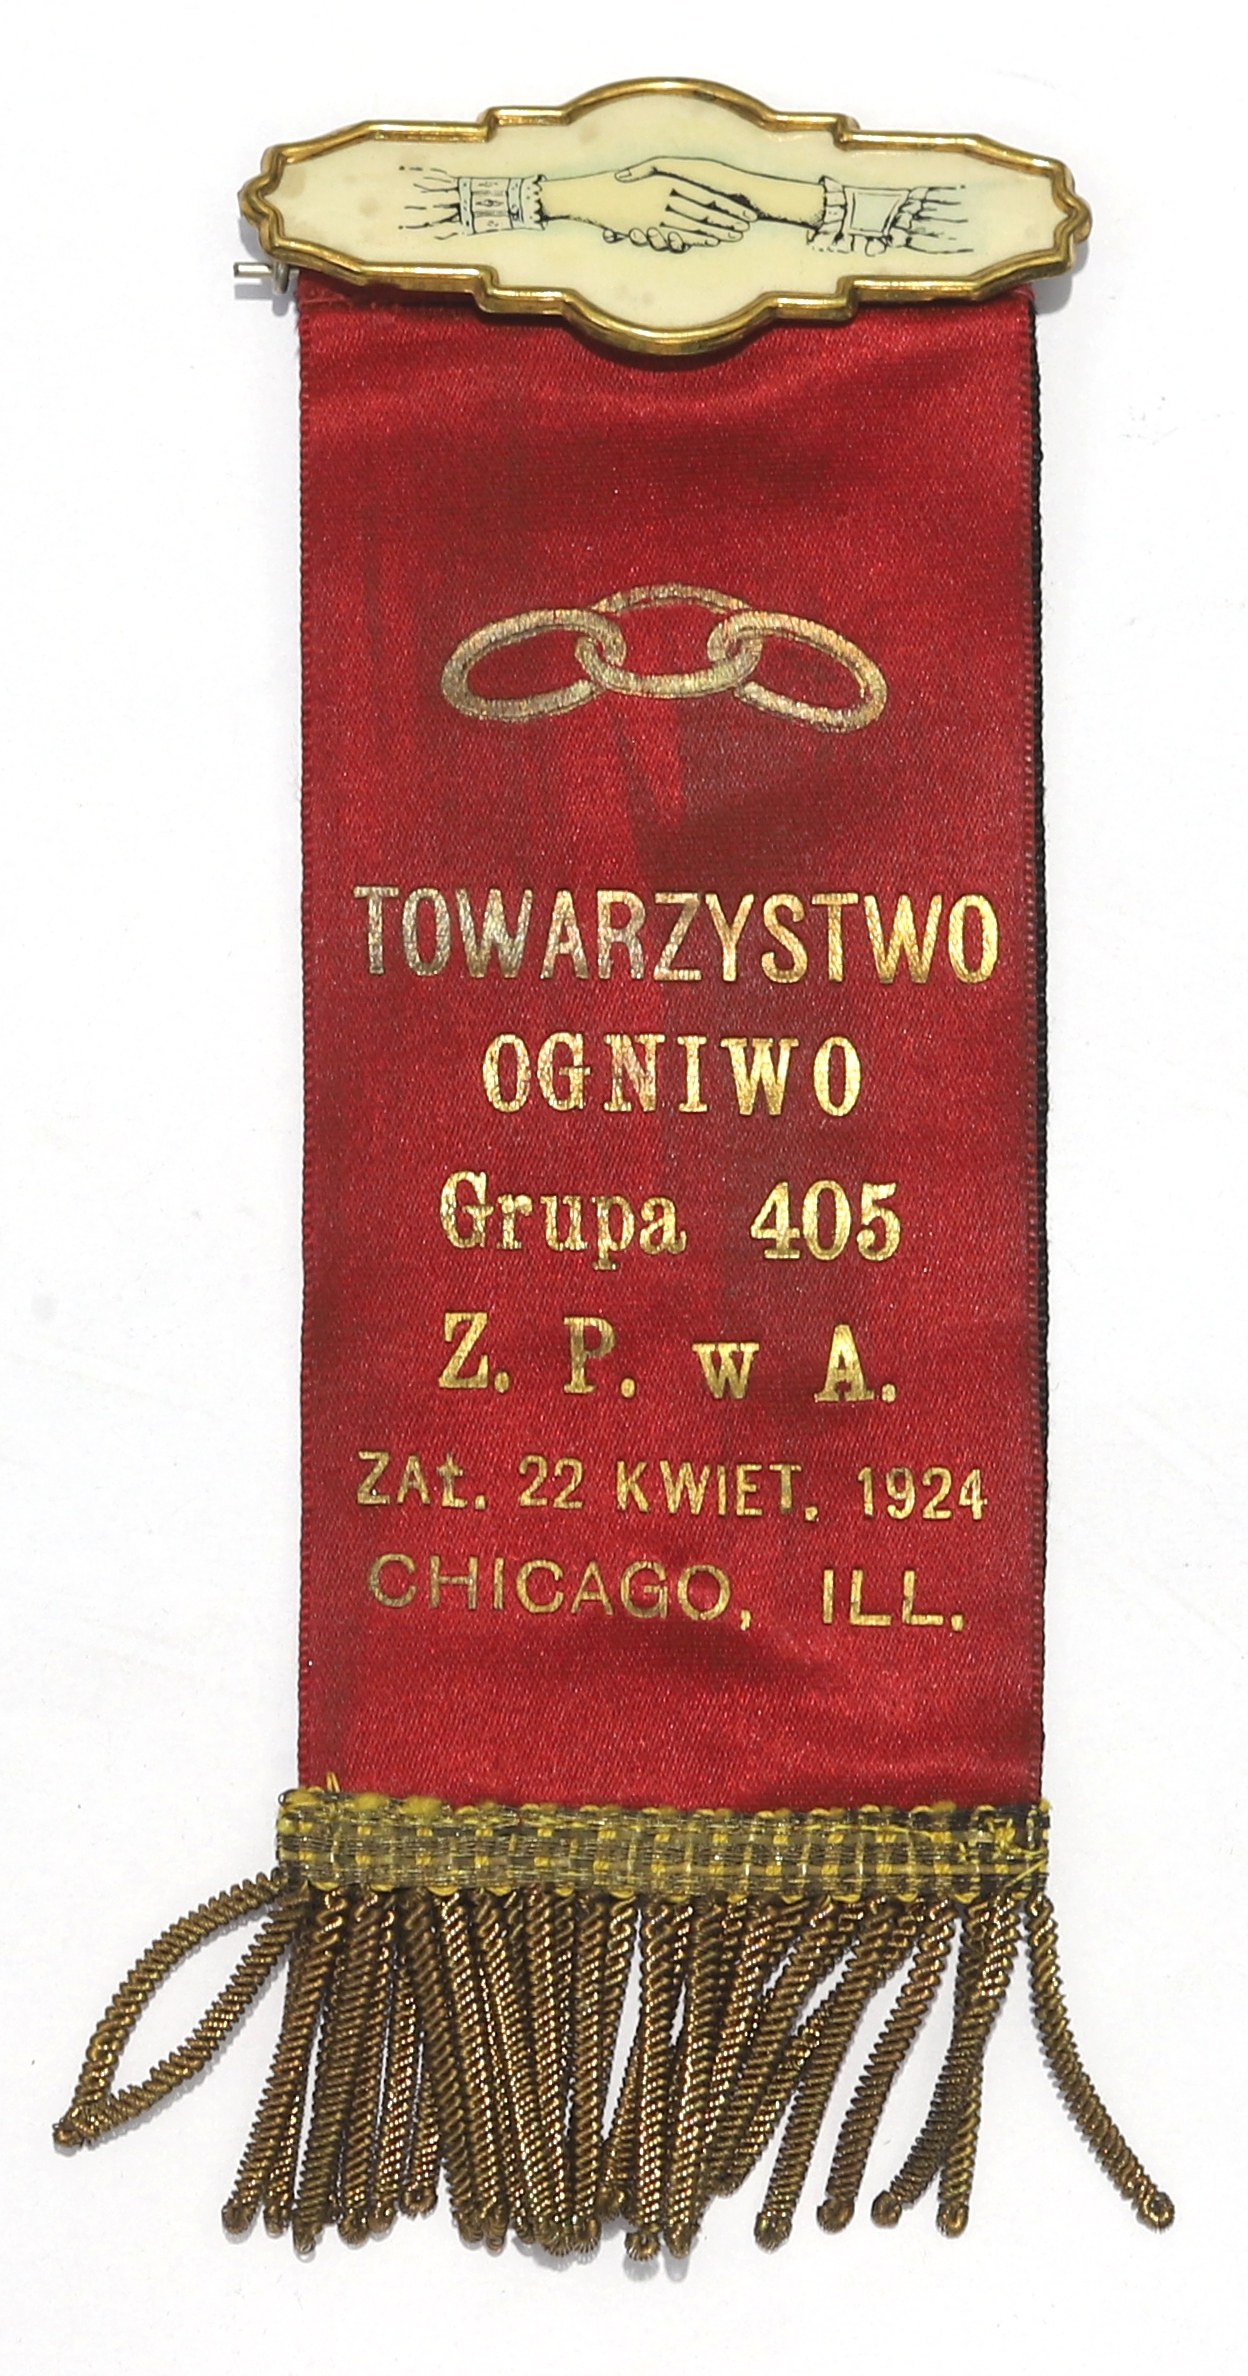 TOWARZYSTWO
OGNIWO
Grupa 405
Z. P. w A.
ZAŁ. 22 KWIET. 1924
CHICAGO, ILL.